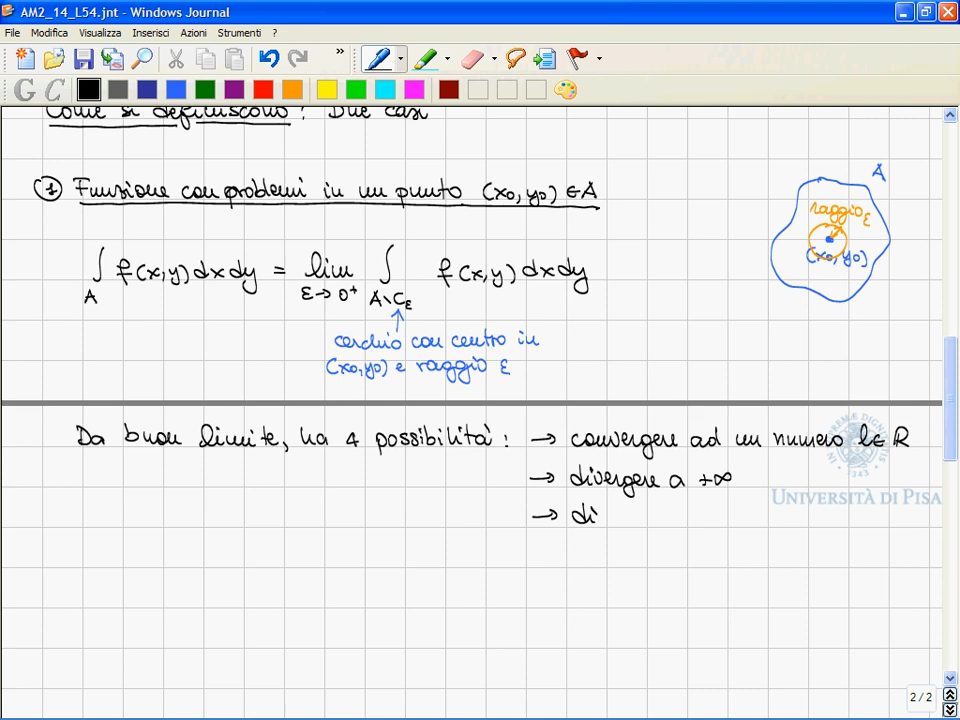 AM2_14_L54.jnt - Windows Journal
File Modifica Visualizza Inserisci Azioni Strumenti ?
Come si definiscono? Due casi
① Funzione con problemi in un punto (x0, y0) ∈ A
A
raggio ε
(x0, y0)
∫A f(x,y) dx dy = lim ε→0+ ∫A\Cε f(x,y) dx dy
cerchio con centro in
(x0,y0) e raggio ε
Da buon limite, ha 4 possibilità: → convergere ad un numero l∈R
→ divergere a +∞
→ di
UNIVERSITÀ DI PISA
2 / 2